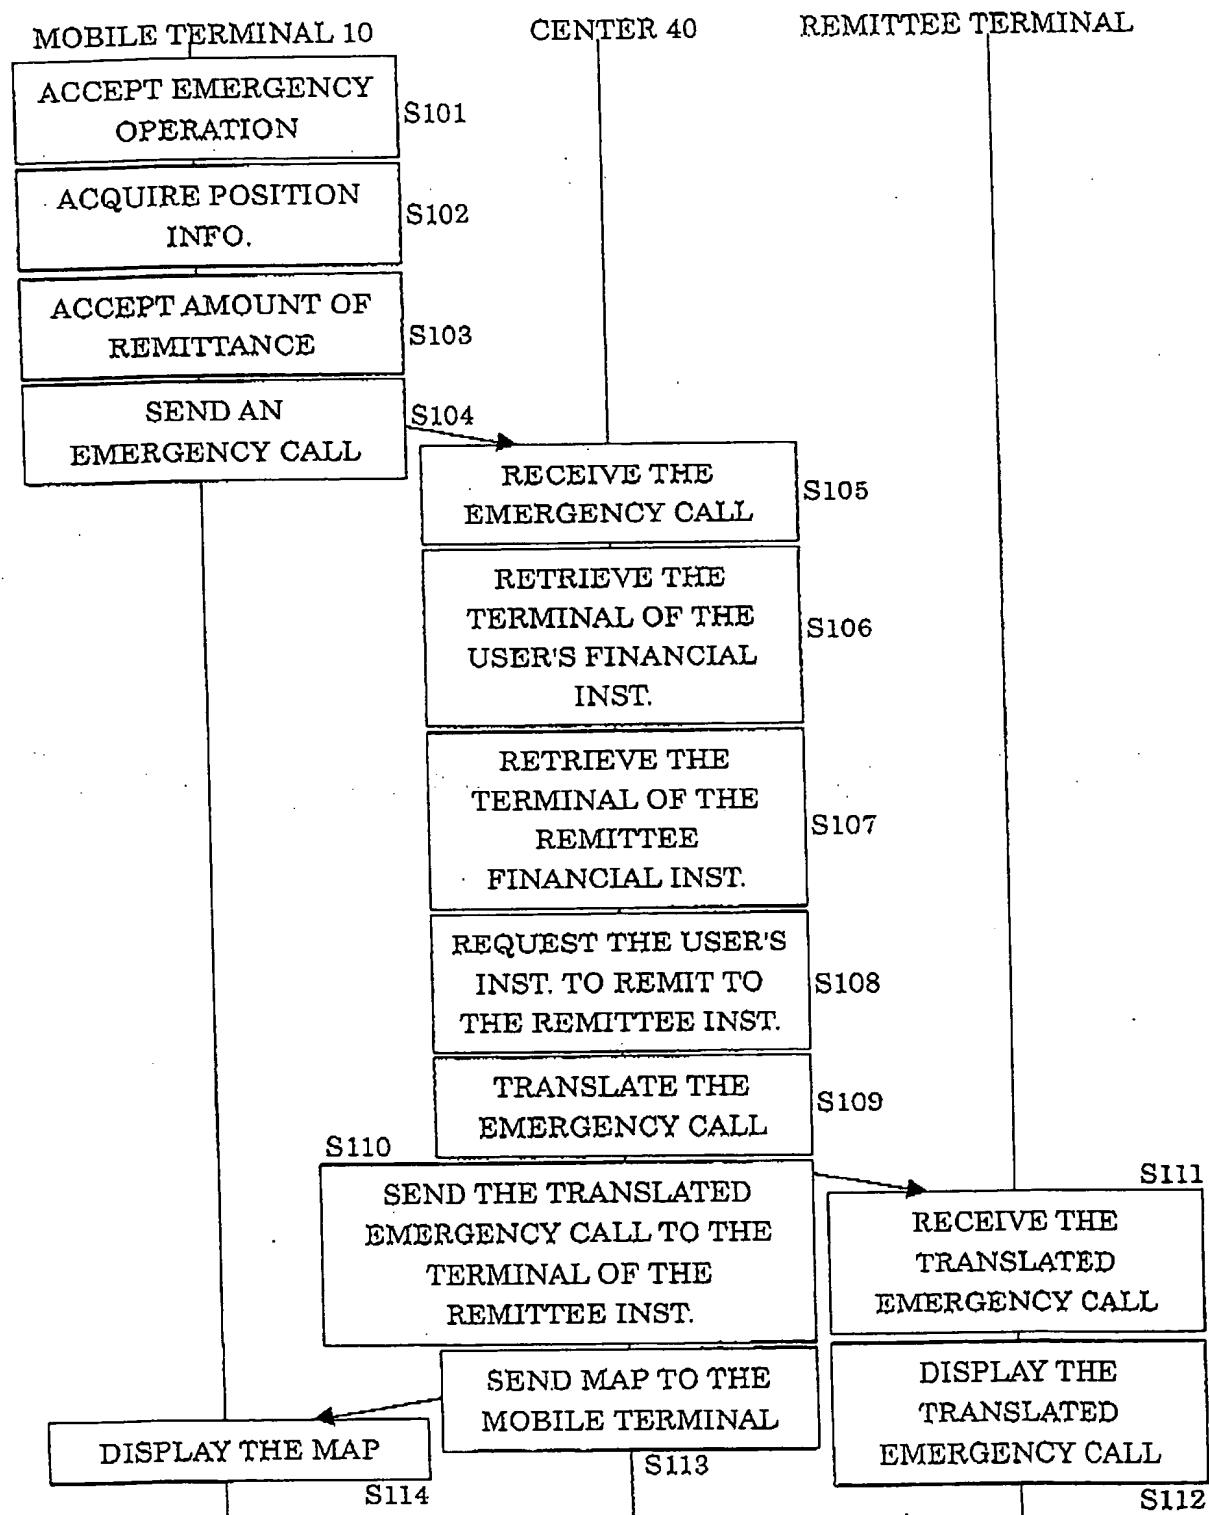 MOBILE TERMINAL 10
CENTER 40
REMITTEE TERMINAL
ACCEPT EMERGENCY
OPERATION
S101
ACQUIRE POSITION
INFO.
S102
ACCEPT AMOUNT OF
REMITTANCE
S103
SEND AN
EMERGENCY CALL
S104
RECEIVE THE
EMERGENCY CALL
S105
RETRIEVE THE
TERMINAL OF THE
USER'S FINANCIAL
INST.
S106
RETRIEVE THE
TERMINAL OF THE
REMITTEE
FINANCIAL INST.
S107
REQUEST THE USER'S
INST. TO REMIT TO
THE REMITTEE INST.
S108
TRANSLATE THE
EMERGENCY CALL
S109
S110
SEND THE TRANSLATED
EMERGENCY CALL TO THE
TERMINAL OF THE
REMITTEE INST.
S111
RECEIVE THE
TRANSLATED
EMERGENCY CALL
DISPLAY THE
TRANSLATED
EMERGENCY CALL
S112
SEND MAP TO THE
MOBILE TERMINAL
S113
DISPLAY THE MAP
S114